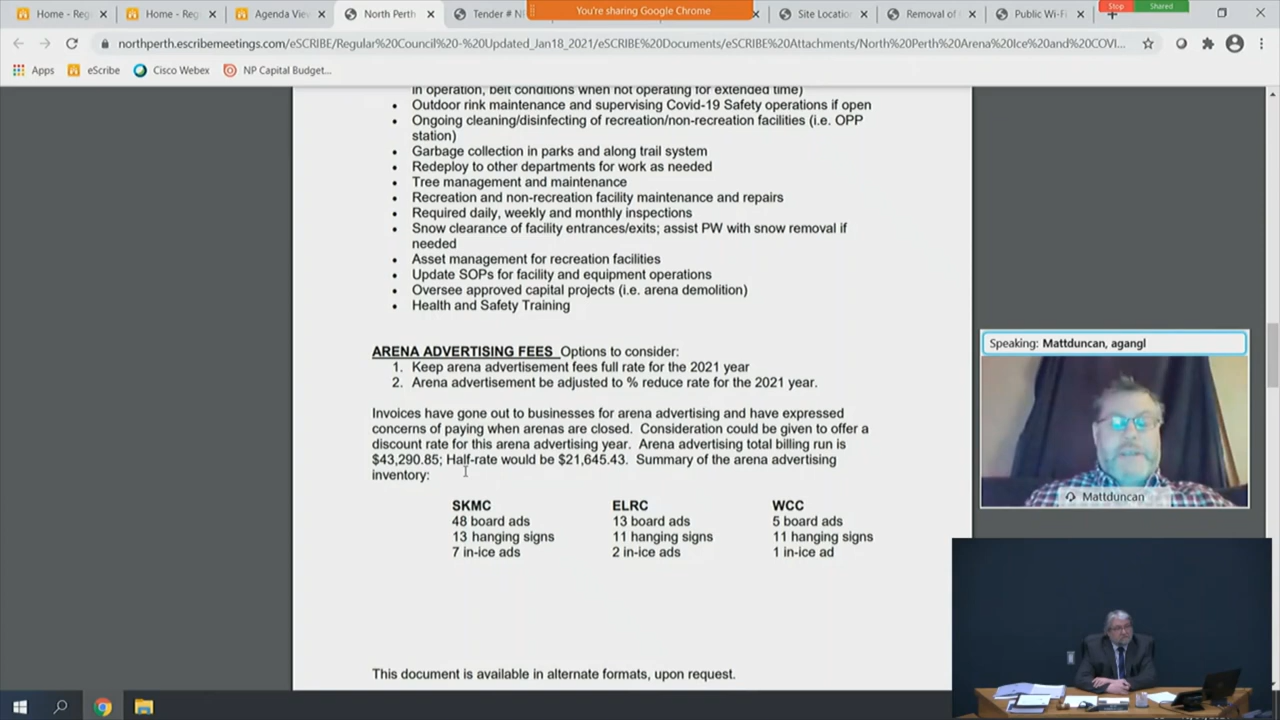 Home - Reg
Home - Reg
Agenda View
North Perth
Tender # N
You're sharing Google Chrome
Site Locatio
Removal of
Public Wi-F
Stop
Shared
northperth.escribemeetings.com/eSCRIBE/Regular%20Council%20-%20Updated_Jan18_2021/eSCRIBE%20Documents/eSCRIBE%20Attachments/North%20Perth%20Arena%20Ice%20and%20COVI...
Apps
eScribe
Cisco Webex
NP Capital Budget...
in operation, belt conditions when not operating for extended time)
• Outdoor rink maintenance and supervising Covid-19 Safety operations if open
• Ongoing cleaning/disinfecting of recreation/non-recreation facilities (i.e. OPP
station)
• Garbage collection in parks and along trail system
• Redeploy to other departments for work as needed
• Tree management and maintenance
• Recreation and non-recreation facility maintenance and repairs
• Required daily, weekly and monthly inspections
• Snow clearance of facility entrances/exits; assist PW with snow removal if
needed
• Asset management for recreation facilities
• Update SOPs for facility and equipment operations
• Oversee approved capital projects (i.e. arena demolition)
• Health and Safety Training
ARENA ADVERTISING FEES Options to consider:
1. Keep arena advertisement fees full rate for the 2021 year
2. Arena advertisement be adjusted to % reduce rate for the 2021 year.
Invoices have gone out to businesses for arena advertising and have expressed
concerns of paying when arenas are closed. Consideration could be given to offer a
discount rate for this arena advertising year. Arena advertising total billing run is
$43,290.85; Half-rate would be $21,645.43. Summary of the arena advertising
inventory:
SKMC ELRC WCC
48 board ads 13 board ads 5 board ads
13 hanging signs 11 hanging signs 11 hanging signs
7 in-ice ads 2 in-ice ads 1 in-ice ad
This document is available in alternate formats, upon request.
Speaking: Mattduncan, agangl
Mattduncan